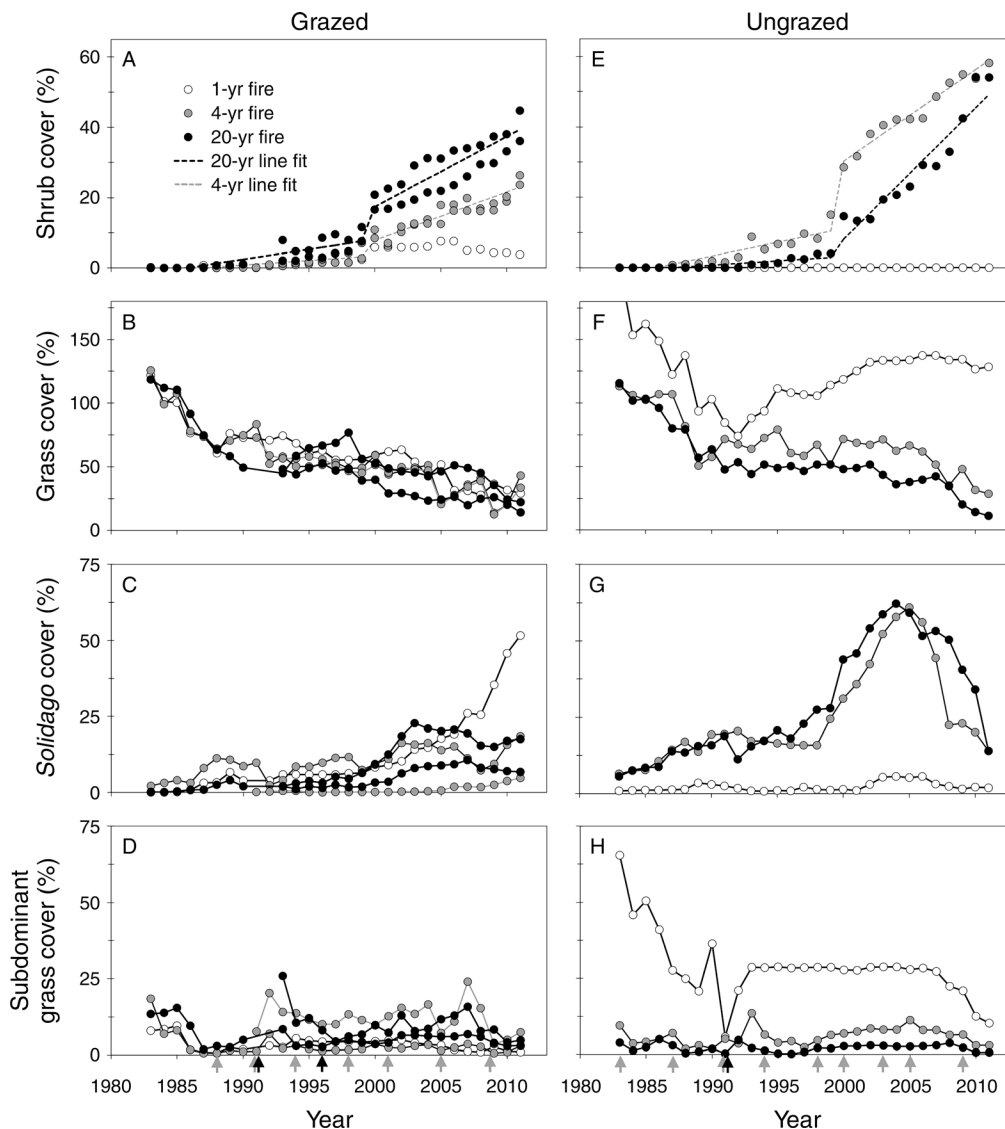 Grazed
Ungrazed
A
E
Shrub cover (%)
60
40
20
0
1-yr fire
4-yr fire
20-yr fire
20-yr line fit
4-yr line fit
B
F
Grass cover (%)
150
100
50
0
C
G
Solidago cover (%)
75
50
25
0
D
H
Subdominant
grass cover (%)
75
50
25
0
1980 1985 1990 1995 2000 2005 2010
1980 1985 1990 1995 2000 2005 2010
Year
Year